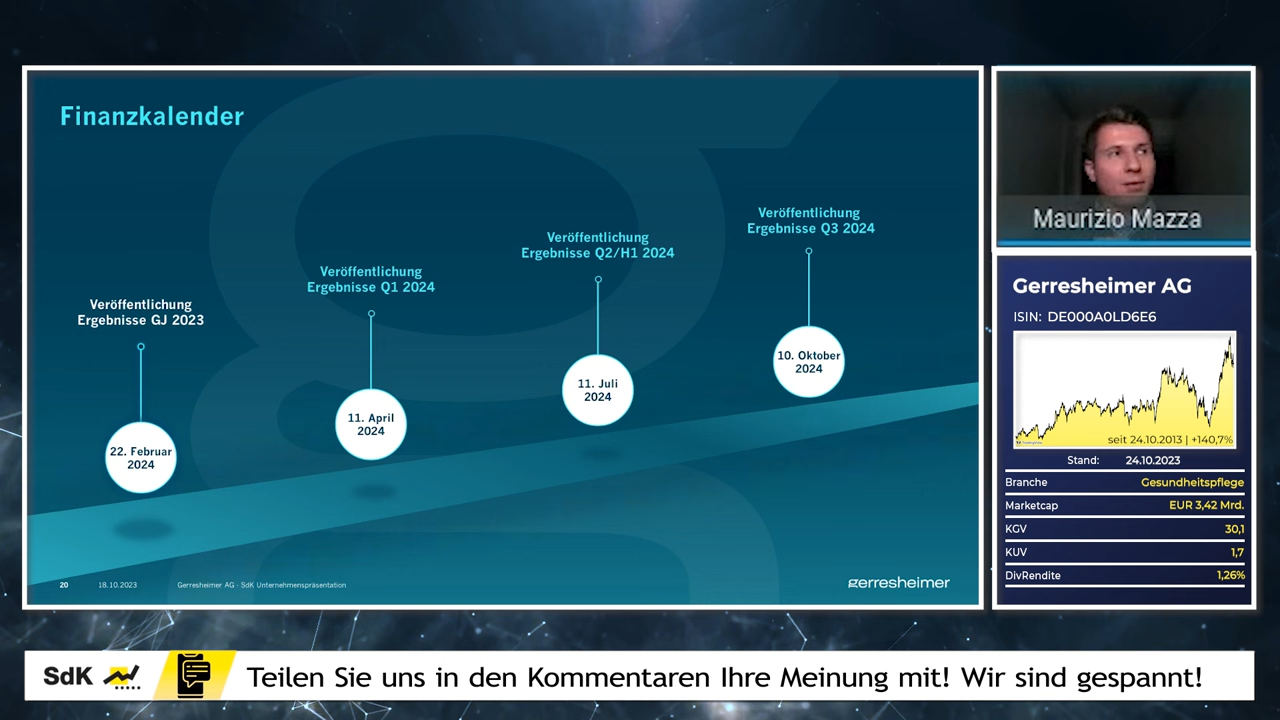 Finanzkalender
Veröffentlichung
Ergebnisse GJ 2023
22. Februar
2024
Veröffentlichung
Ergebnisse Q1 2024
11. April
2024
Veröffentlichung
Ergebnisse Q2/H1 2024
11. Juli
2024
Veröffentlichung
Ergebnisse Q3 2024
10. Oktober
2024
20 18.10.2023 Gerresheimer AG - SdK Unternehmenspräsentation
gerresheimer
Maurizio Mazza
Gerresheimer AG
ISIN: DE000A0LD6E6
seit 24.10.2013 | +140,7%
Stand: 24.10.2023
Branche Gesundheitspflege
Marketcap EUR 3,42 Mrd.
KGV 30,1
KUV 1,7
DivRendite 1,26%
SdK
Teilen Sie uns in den Kommentaren Ihre Meinung mit! Wir sind gespannt!